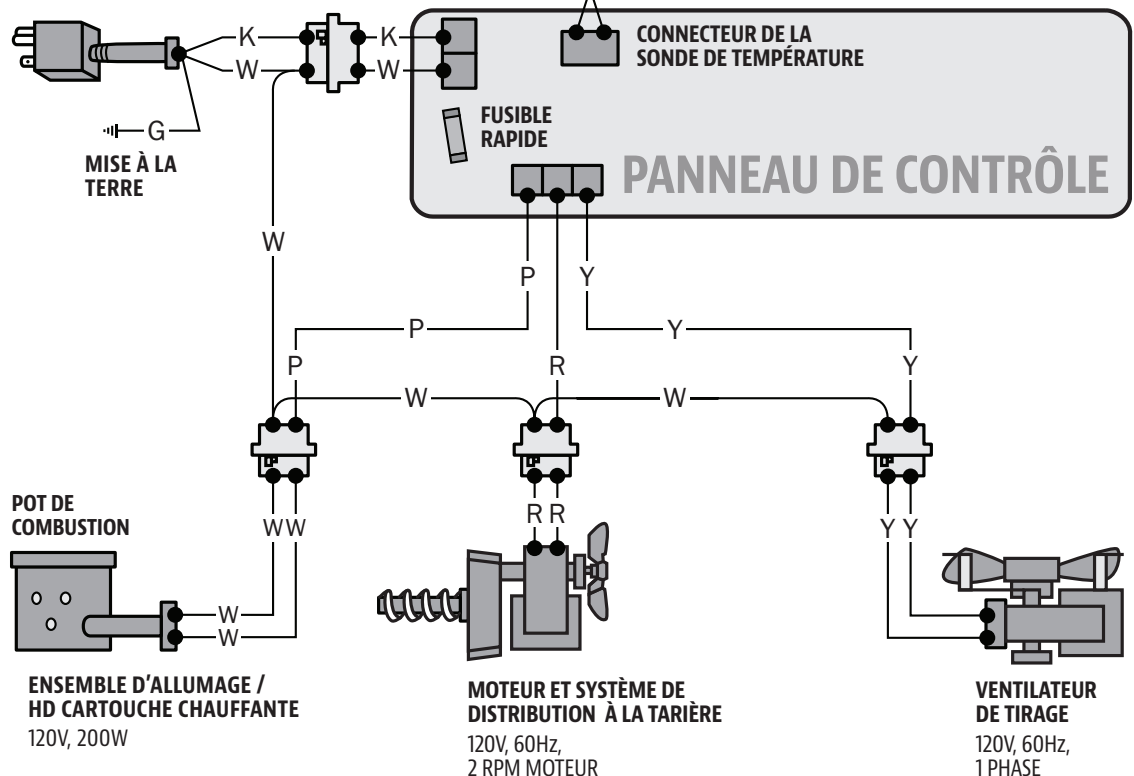 CONNECTEUR DE LA
SONDE DE TEMPÉRATURE
K
K
W
W
FUSIBLE
RAPIDE
G
MISE À LA
TERRE
PANNEAU DE CONTRÔLE
W
P
Y
P
Y
P
R
Y
W
W
POT DE
COMBUSTION
W W
R R
Y Y
W
W
ENSEMBLE D'ALLUMAGE /
HD CARTOUCHE CHAUFFANTE
120V, 200W
MOTEUR ET SYSTÈME DE
DISTRIBUTION À LA TARIÈRE
120V, 60Hz,
2 RPM MOTEUR
VENTILATEUR
DE TIRAGE
120V, 60Hz,
1 PHASE